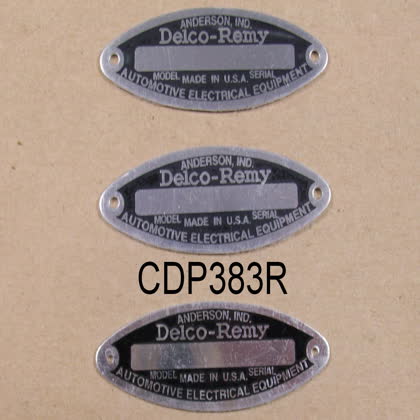 ANDERSON, IND.
Delco-Remy
MODEL MADE IN U.S.A. SERIAL
AUTOMOTIVE ELECTRICAL EQUIPMENT
ANDERSON, IND.
Delco-Remy
MODEL MADE IN U.S.A. SERIAL
AUTOMOTIVE ELECTRICAL EQUIPMENT
CDP383R
ANDERSON, IND.
Delco-Remy
MODEL MADE IN U.S.A. SERIAL
AUTOMOTIVE ELECTRICAL EQUIPMENT